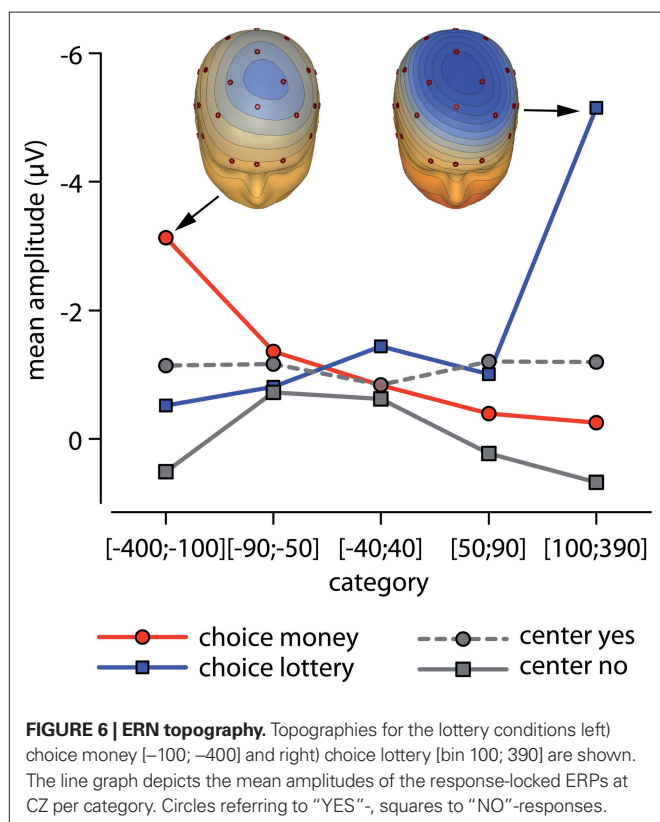 -6
-4
-2
0
mean amplitude (µV)
[-400;-100] [-90;-50] [-40;40] [50;90] [100;390]
category
choice money center yes
choice lottery center no
FIGURE 6 | ERN topography. Topographies for the lottery conditions left)
choice money [–100; –400] and right) choice lottery [bin 100; 390] are shown.
The line graph depicts the mean amplitudes of the response-locked ERPs at
CZ per category. Circles referring to “YES”-, squares to “NO”-responses.